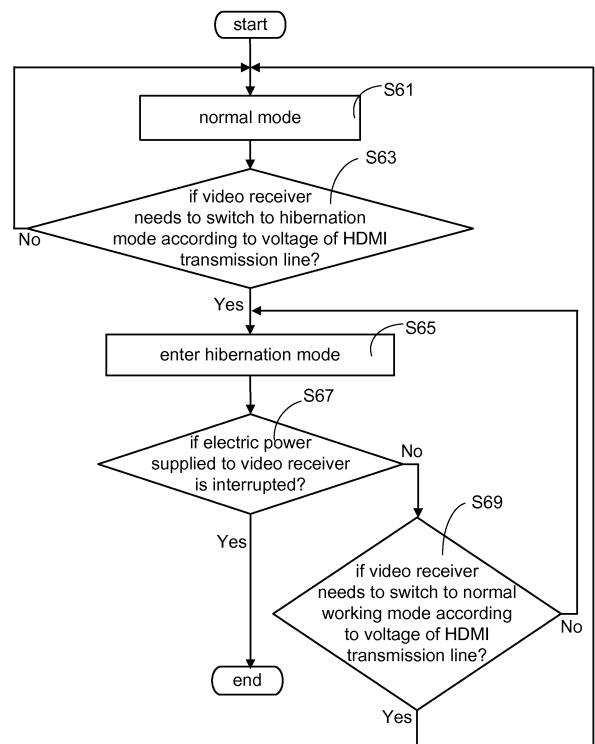 start
S61
normal mode
S63
if video receiver
needs to switch to hibernation
mode according to voltage of HDMI
transmission line?
No
Yes
S65
enter hibernation mode
S67
if electric power
supplied to video receiver
is interrupted?
No
Yes
S69
if video receiver
needs to switch to normal
working mode according
to voltage of HDMI
transmission line?
No
end
Yes